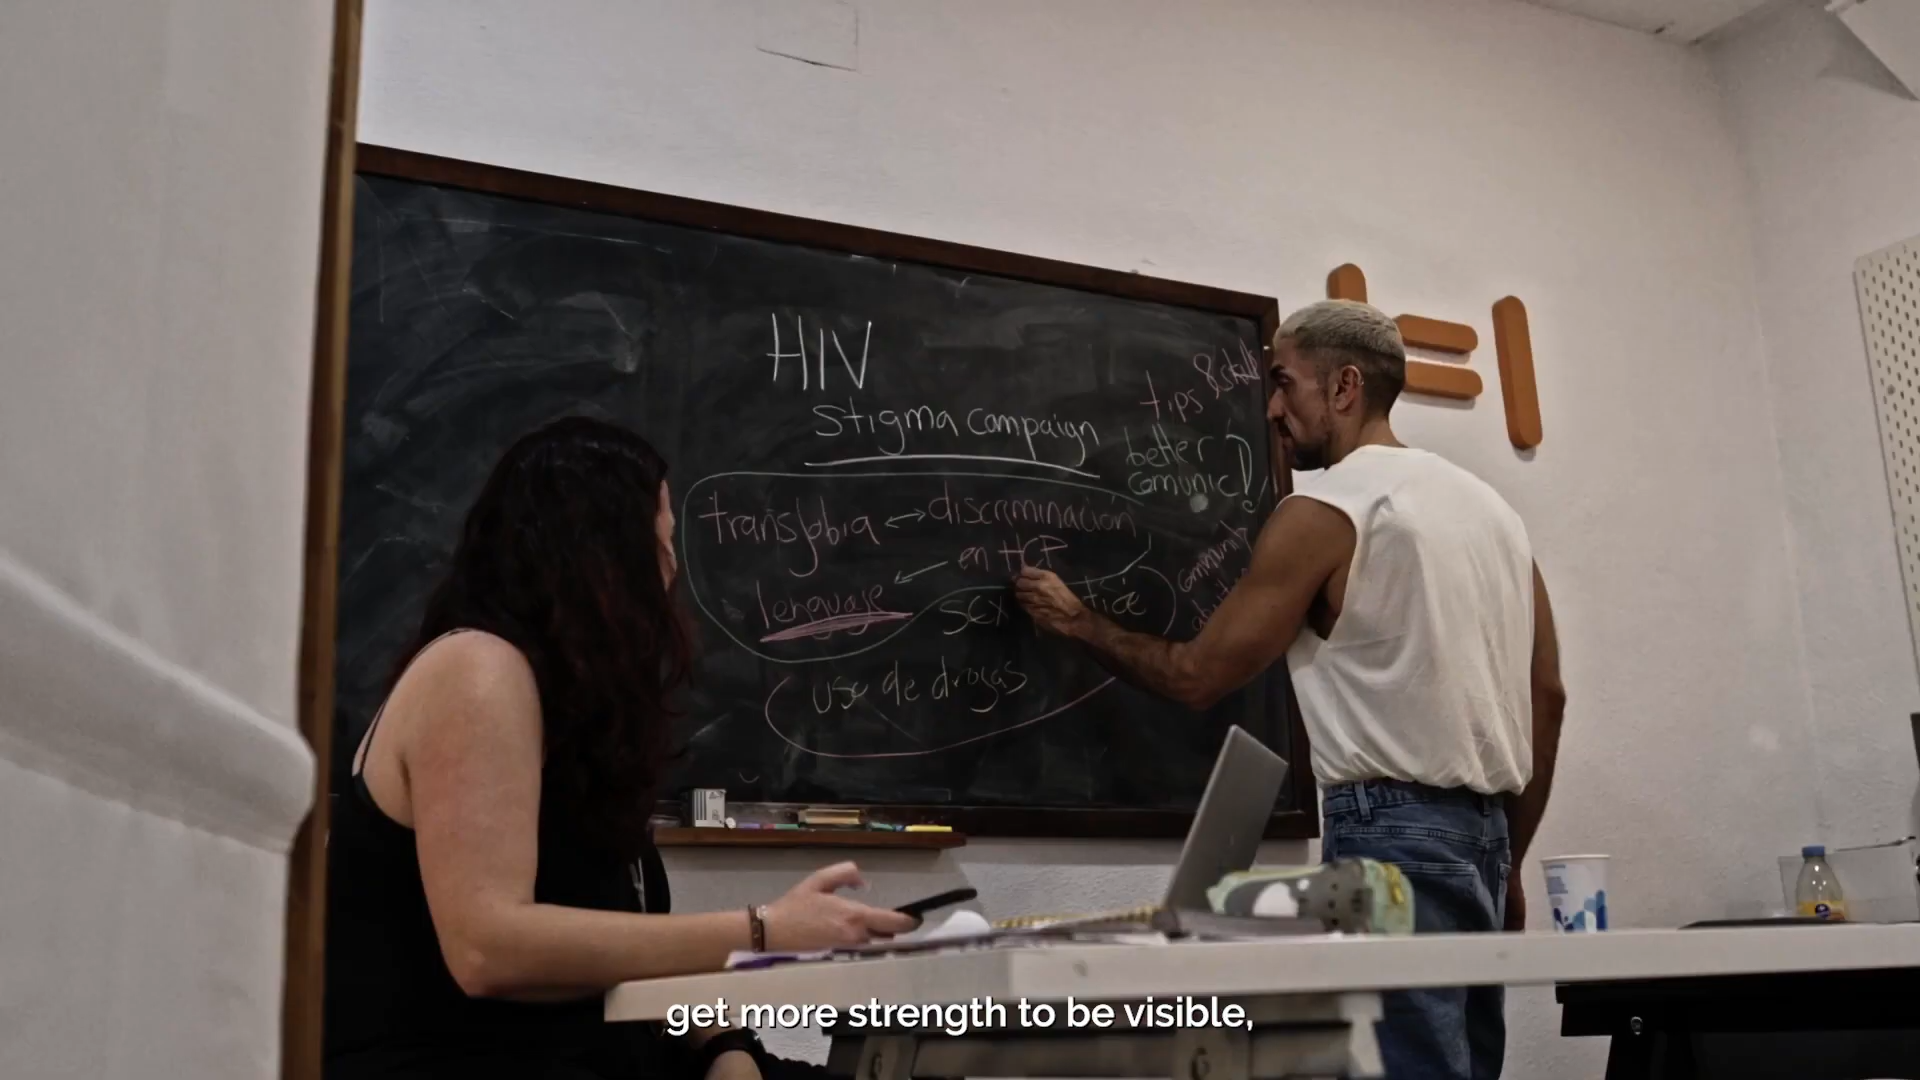 HIV
stigma campaign
tips &
better
comunic
transfobia ↔ discriminación
en HCP
lenguaje
sex
uso de drogas
get more strength to be visible,